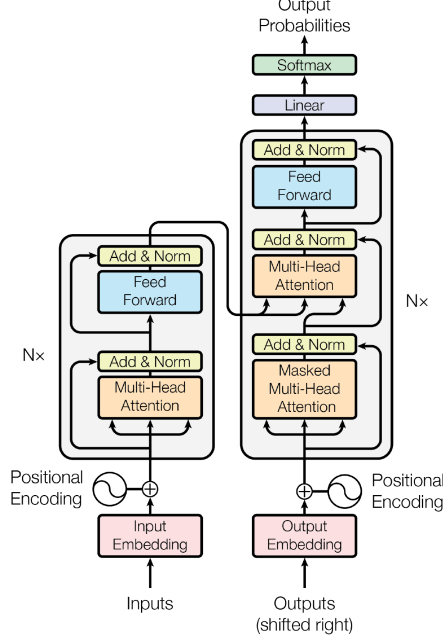 Output
Probabilities
Softmax
Linear
Add & Norm
Feed
Forward
Add & Norm
Multi-Head
Attention
Nx
Add & Norm
Masked
Multi-Head
Attention
Positional
Encoding
Output
Embedding
Outputs
(shifted right)
Add & Norm
Feed
Forward
Nx
Add & Norm
Multi-Head
Attention
Positional
Encoding
Input
Embedding
Inputs